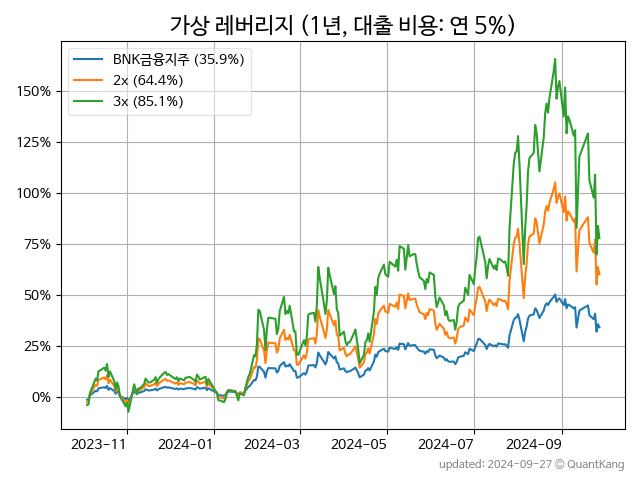 가상 레버리지 (1년, 대출 비용: 연 5%)
BNK금융지주 (35.9%)
2x (64.4%)
3x (85.1%)
150%
125%
100%
75%
50%
25%
0%
2023-11
2024-01
2024-03
2024-05
2024-07
2024-09
updated: 2024-09-27 © QuantKang